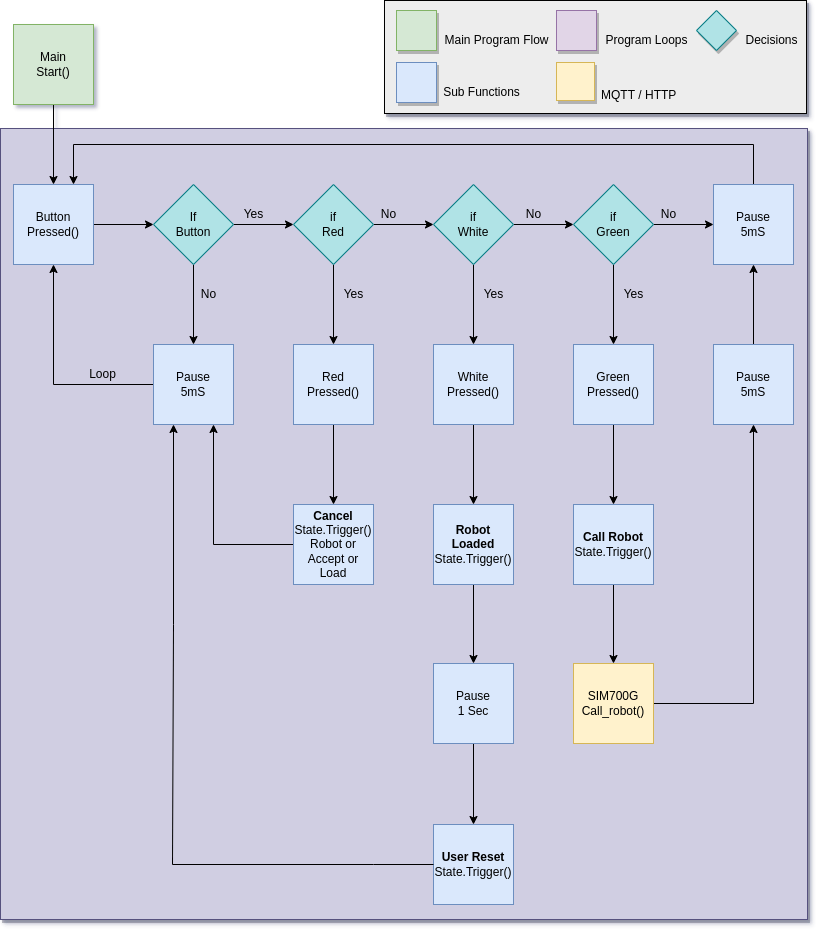 Main
Start()
Main Program Flow
Program Loops
Decisions
Sub Functions
MQTT / HTTP
Button
Pressed()
If
Button
Yes
if
Red
No
if
White
No
if
Green
No
Pause
5mS
No
Yes
Yes
Yes
Loop
Pause
5mS
Red
Pressed()
White
Pressed()
Green
Pressed()
Pause
5mS
Cancel
State.Trigger()
Robot or
Accept or
Load
Robot
Loaded
State.Trigger()
Call Robot
State.Trigger()
Pause
1 Sec
SIM700G
Call_robot()
User Reset
State.Trigger()